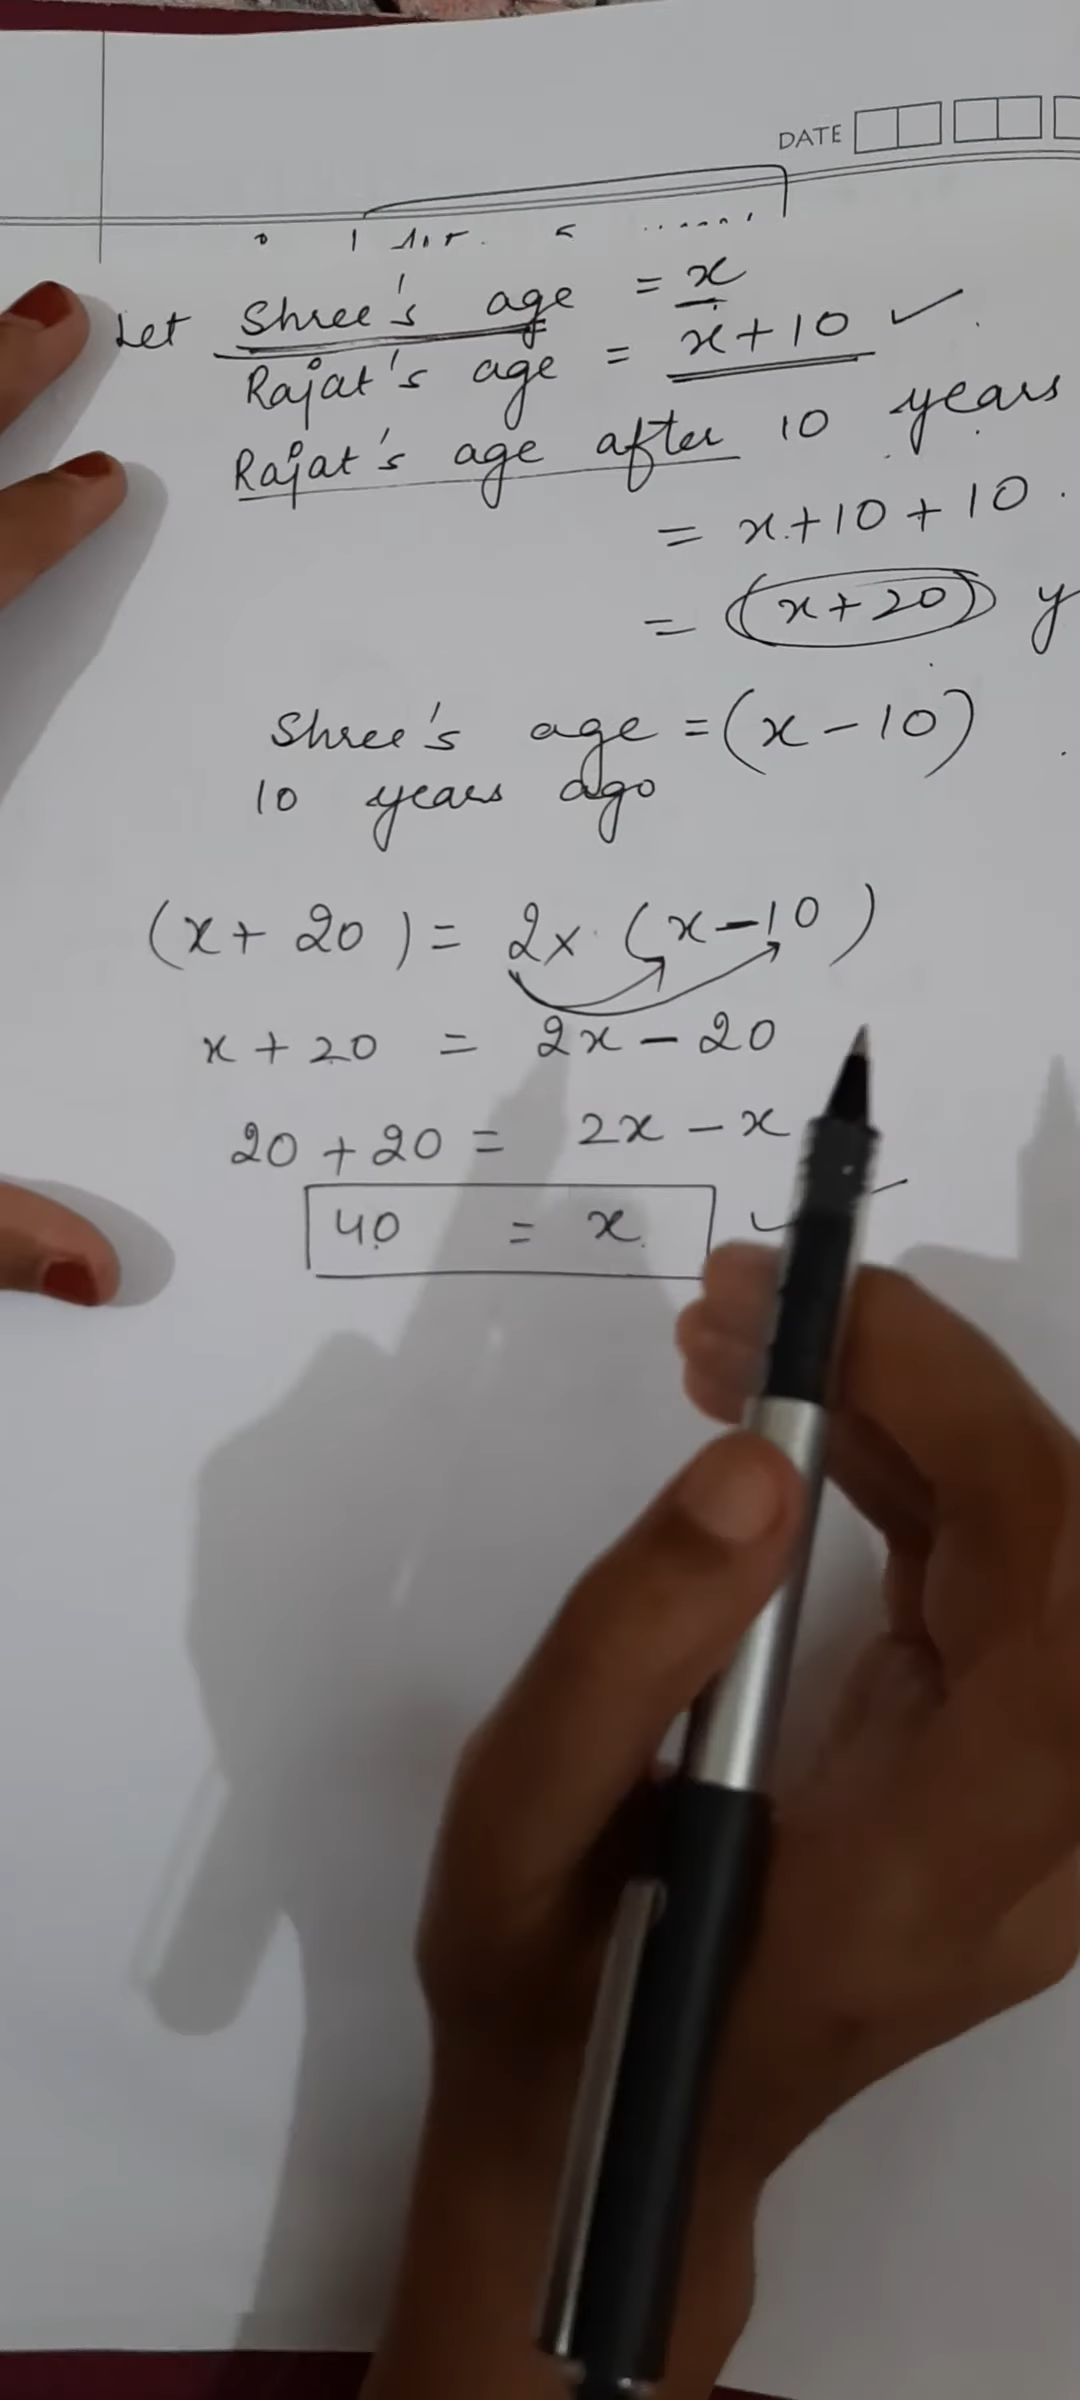 DATE
Let Shree's age = x
Rajat's age = x+10 ✓
Rajat's age after 10 years
= x+10+10
= (x+20) y
Shree's age = (x-10)
10 years ago
(x+20) = 2x (x-10)
x+20 = 2x-20
20+20 = 2x-x
40 = x